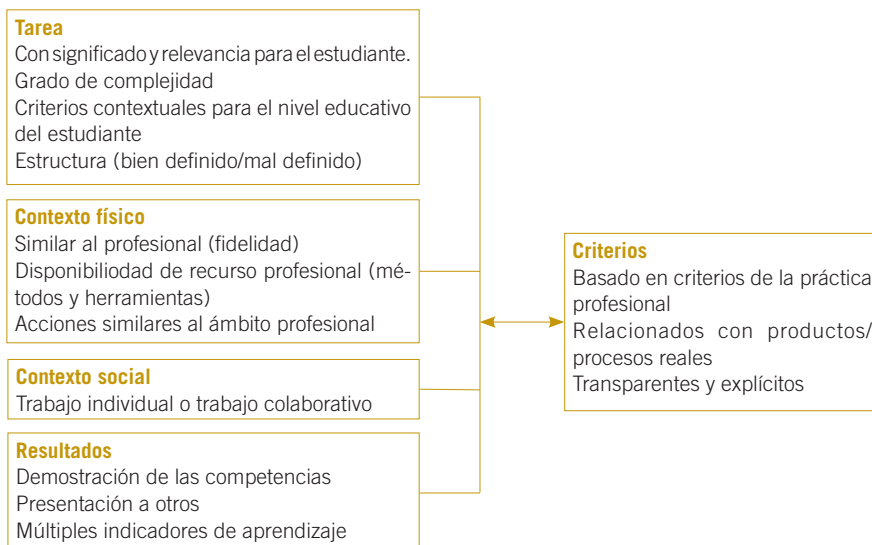 Tarea
Con significado y relevancia para el estudiante.
Grado de complejidad
Criterios contextuales para el nivel educativo
del estudiante
Estructura (bien definido/mal definido)
Contexto físico
Similar al profesional (fidelidad)
Disponibiliodad de recurso profesional (mé-
todos y herramientas)
Acciones similares al ámbito profesional
Contexto social
Trabajo individual o trabajo colaborativo
Resultados
Demostración de las competencias
Presentación a otros
Múltiples indicadores de aprendizaje
Criterios
Basado en criterios de la práctica
profesional
Relacionados con productos/
procesos reales
Transparentes y explícitos